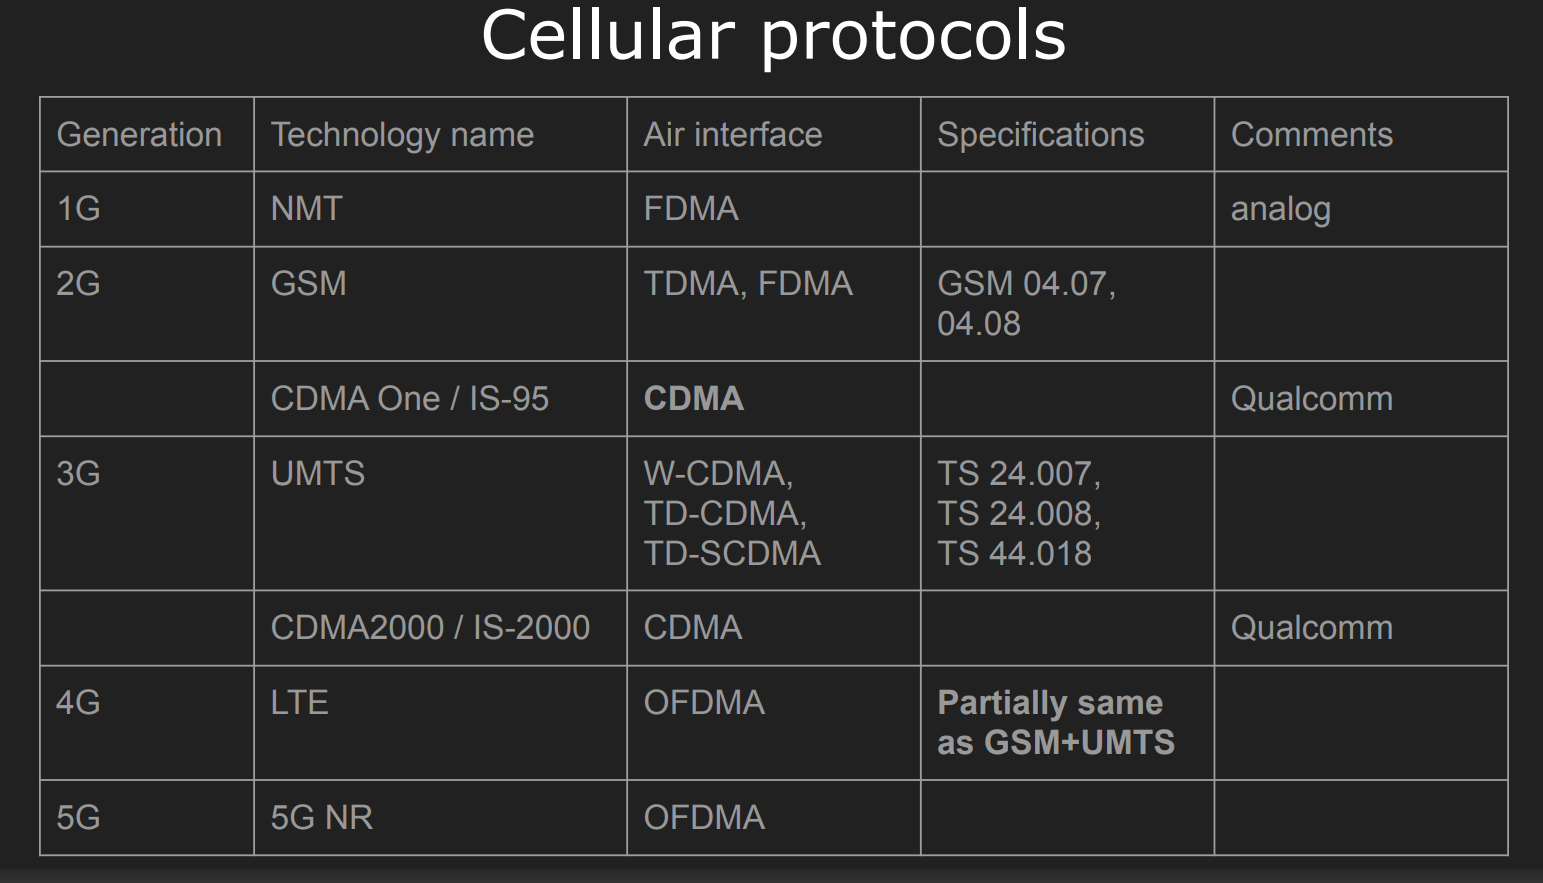 Cellular protocols
Generation Technology name Air interface Specifications Comments
1G NMT FDMA analog
2G GSM TDMA, FDMA GSM 04.07,
04.08
CDMA One / IS-95 CDMA Qualcomm
3G UMTS W-CDMA, TS 24.007,
TD-CDMA, TS 24.008,
TD-SCDMA TS 44.018
CDMA2000 / IS-2000 CDMA Qualcomm
4G LTE OFDMA Partially same
as GSM+UMTS
5G 5G NR OFDMA